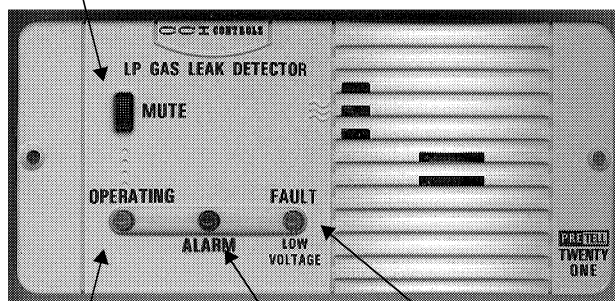 CCI CONTROLS
LP GAS LEAK DETECTOR
MUTE
OPERATING
FAULT
ALARM
LOW
VOLTAGE
PRETELL
TWENTY
ONE